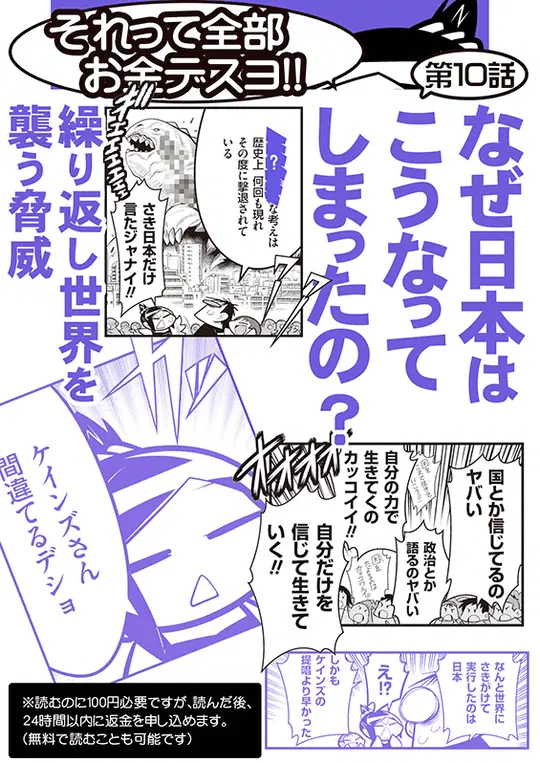 それって全部
お金デスヨ!!
第10話
なぜ日本は
こうなって
しまったの?
繰り返し世界を
襲う脅威
?
な考えは
歴史上 何回も現れ
その度に撃退されて
いる
さき日本だけ
言たジャナイ!!
国とか信じてるの
ヤバい
政治とか
語るのヤバい
自分の力で
生きてくの
カッコイイ!!
オオオオオ
自分だけを
信じて生きて
いく!!
ケインズさん
間違てるデショ
なんと世界に
さきがけて
実行したのは
日本
え!?
しかも
ケインズの
提唱より早かった
※読むのに100円必要ですが、読んだ後、
24時間以内に返金を申し込めます。
(無料で読むことも可能です)